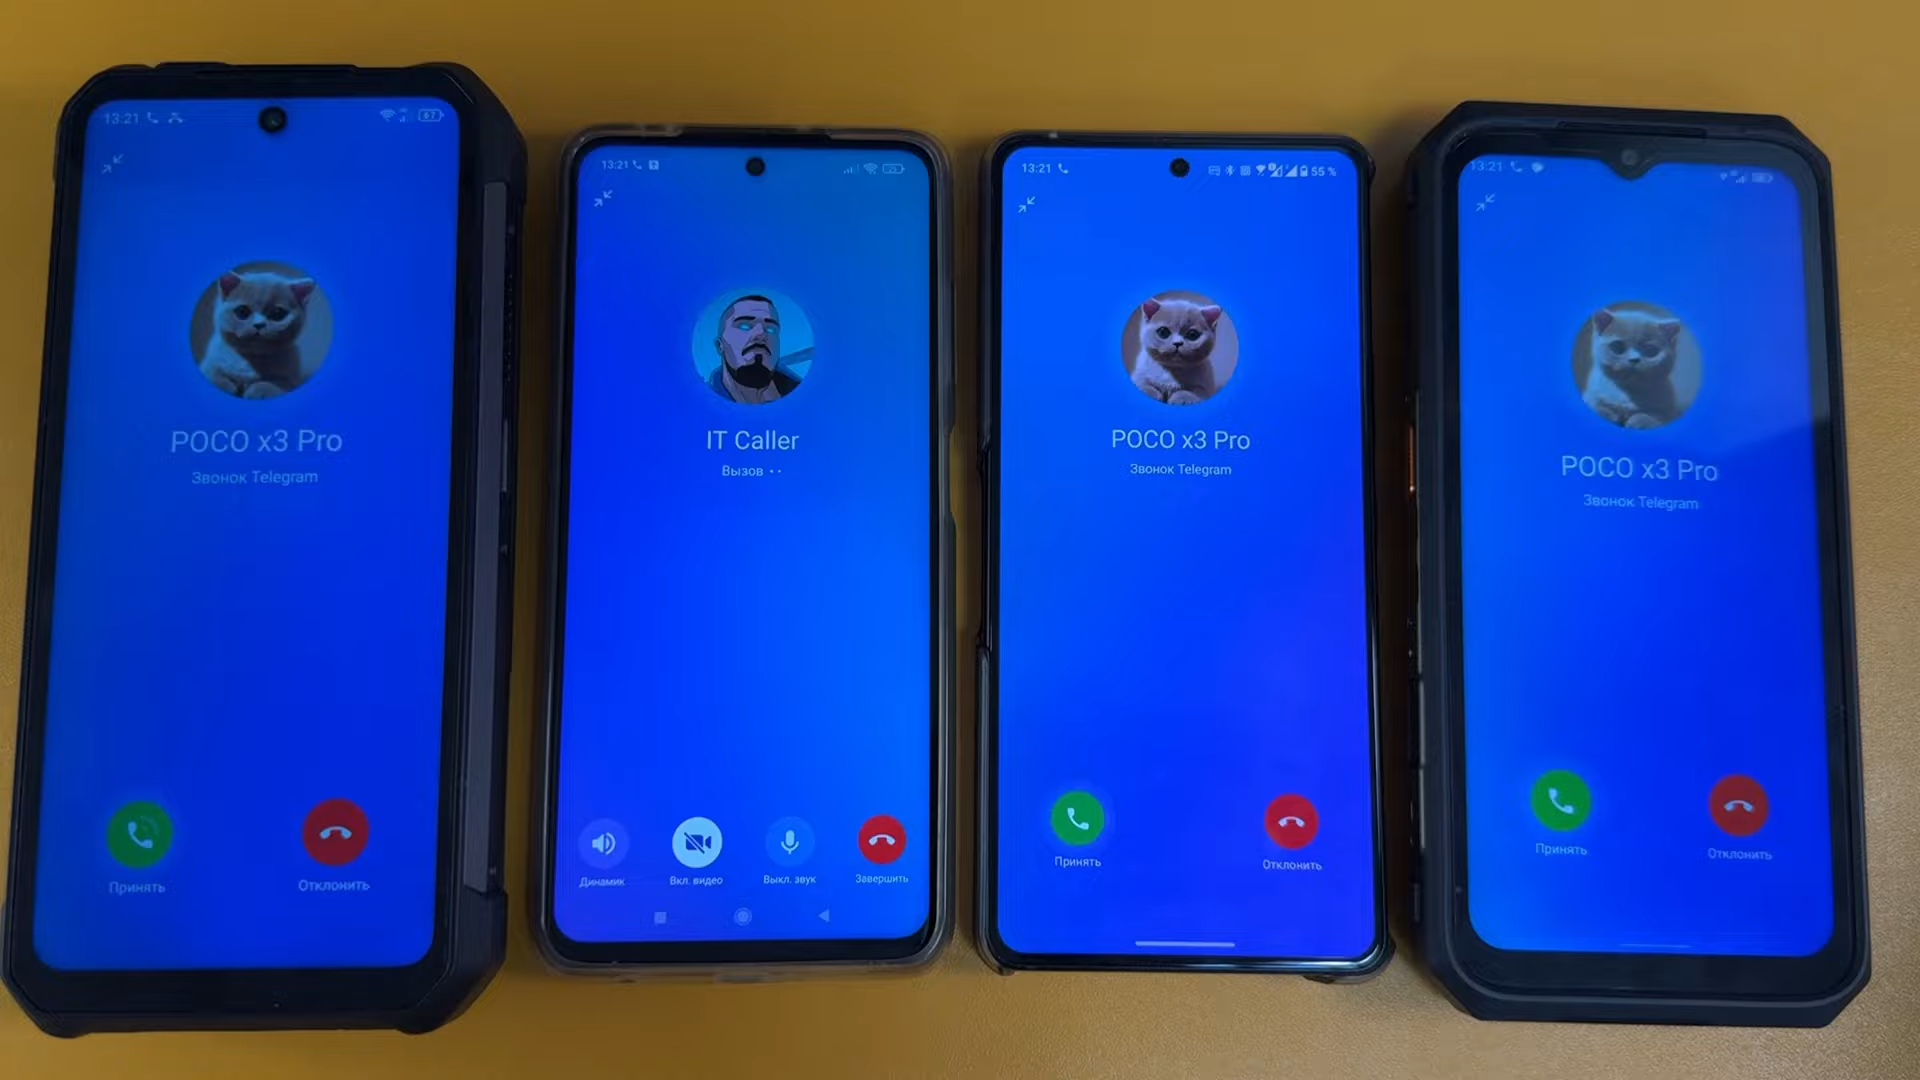 13:21
67
POCO x3 Pro
Звонок Telegram
Принять
Отклонить
13:21
IT Caller
Вызов ··
Динамик
Вкл. видео
Выкл. звук
Завершить
13:21
55 %
POCO x3 Pro
Звонок Telegram
Принять
Отклонить
13:21
POCO x3 Pro
Звонок Telegram
Принять
Отклонить